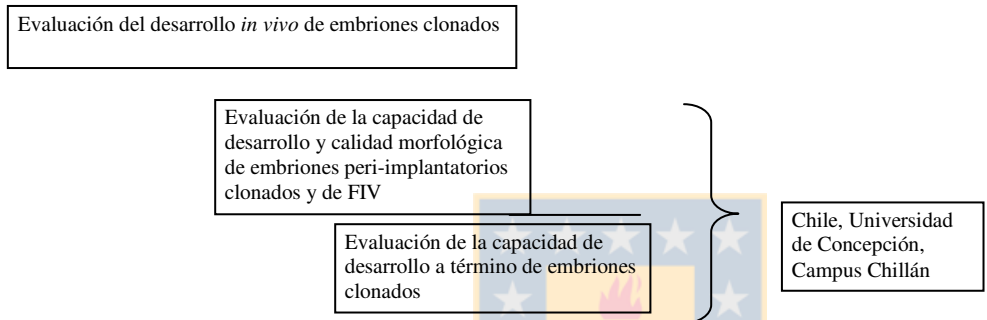 Evaluación del desarrollo in vivo de embriones clonados
Evaluación de la capacidad de
desarrollo y calidad morfológica
de embriones peri-implantatorios
clonados y de FIV
Evaluación de la capacidad de
desarrollo a término de embriones
clonados
Chile, Universidad
de Concepción,
Campus Chillán